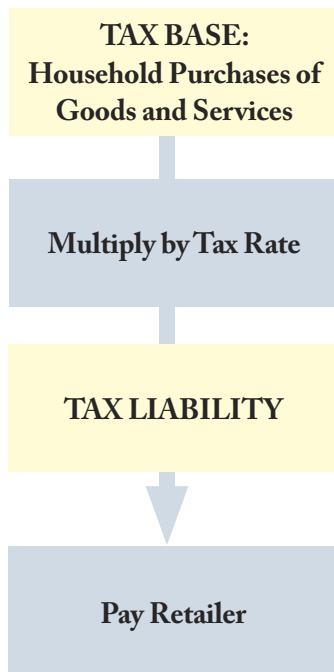 TAX BASE:
Household Purchases of
Goods and Services
Multiply by Tax Rate
TAX LIABILITY
Pay Retailer